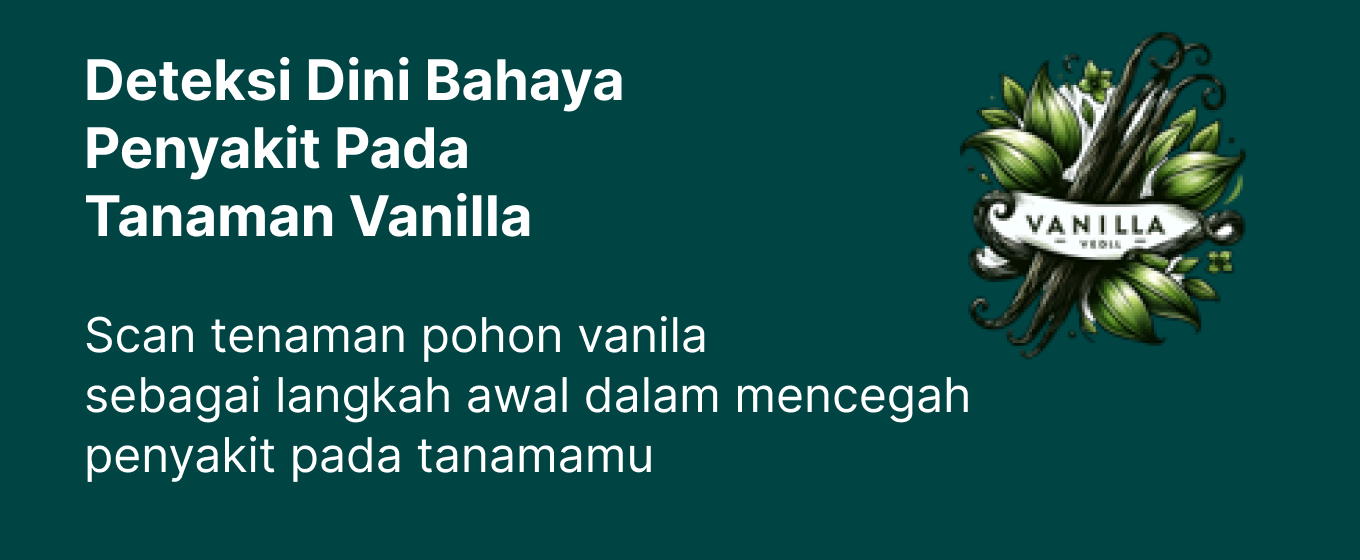 Deteksi Dini Bahaya
Penyakit Pada
Tanaman Vanilla
VANILLA
Scan tenaman pohon vanila
sebagai langkah awal dalam mencegah
penyakit pada tanamamu